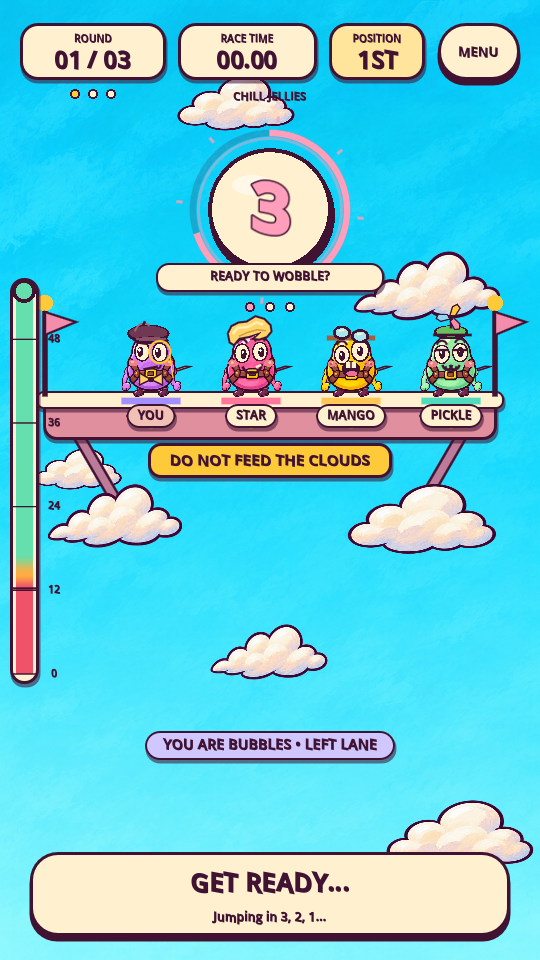 ROUND
01 / 03
RACE TIME
00.00
POSITION
1ST
MENU
CHILL JELLIES
3
READY TO WOBBLE?
48
36
24
12
0
YOU
STAR
MANGO
PICKLE
DO NOT FEED THE CLOUDS
YOU ARE BUBBLES • LEFT LANE
GET READY...
Jumping in 3, 2, 1...